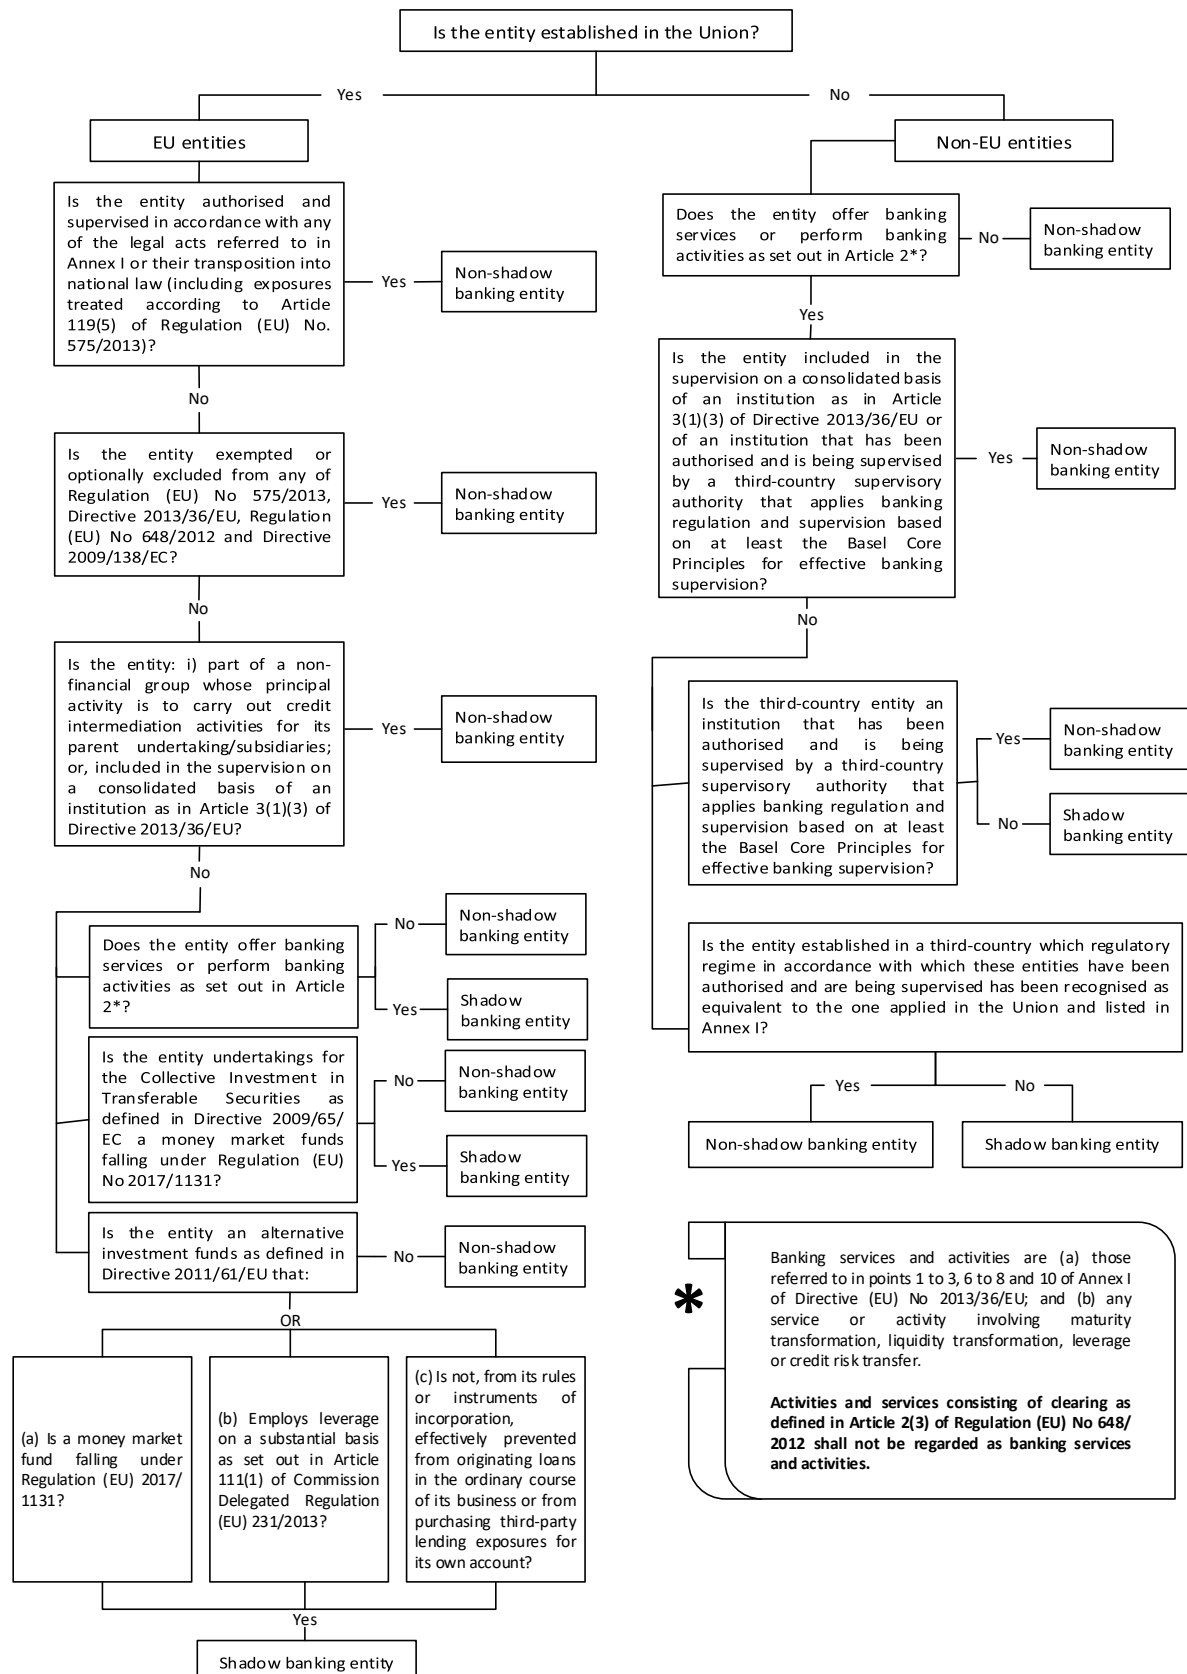 Is the entity established in the Union?
Yes
No
EU entities
Non-EU entities
Is the entity authorised and
supervised in accordance with any
of the legal acts referred to in
Annex I or their transposition into
national law (including exposures
treated according to Article
119(5) of Regulation (EU) No.
575/2013)?
Yes
Non-shadow
banking entity
No
Is the entity exempted or
optionally excluded from any of
Regulation (EU) No 575/2013,
Directive 2013/36/EU, Regulation
(EU) No 648/2012 and Directive
2009/138/EC?
Yes
Non-shadow
banking entity
No
Is the entity: i) part of a non-
financial group whose principal
activity is to carry out credit
intermediation activities for its
parent undertaking/subsidiaries;
or, included in the supervision on
a consolidated basis of an
institution as in Article 3(1)(3) of
Directive 2013/36/EU?
Yes
Non-shadow
banking entity
No
Does the entity offer banking
services or perform banking
activities as set out in Article
2*?
No
Non-shadow
banking entity
Yes
Shadow
banking entity
Is the entity undertakings for
the Collective Investment in
Transferable Securities as
defined in Directive 2009/65/
EC a money market funds
falling under Regulation (EU)
No 2017/1131?
No
Non-shadow
banking entity
Yes
Shadow
banking entity
Is the entity an alternative
investment funds as defined in
Directive 2011/61/EU that:
No
Non-shadow
banking entity
OR
(a) Is a money market
fund falling under
Regulation (EU) 2017/
1131?
(b) Employs leverage
on a substantial basis
as set out in Article
111(1) of Commission
Delegated Regulation
(EU) 231/2013?
(c) Is not, from its rules
or instruments of
incorporation,
effectively prevented
from originating loans
in the ordinary course
of its business or from
purchasing third-party
lending exposures for
its own account?
Yes
Shadow banking entity
Does the entity offer banking
services or perform banking
activities as set out in Article 2*?
No
Non-shadow
banking entity
Yes
Is the entity included in the
supervision on a consolidated basis
of an institution as in Article
3(1)(3) of Directive 2013/36/EU or
of an institution that has been
authorised and is being supervised
by a third-country supervisory
authority that applies banking
regulation and supervision based
on at least the Basel Core
Principles for effective banking
supervision?
Yes
Non-shadow
banking entity
No
Is the third-country entity an
institution that has been
authorised and is being
supervised by a third-country
supervisory authority that
applies banking regulation and
supervision based on at least
the Basel Core Principles for
effective banking supervision?
Yes
Non-shadow
banking entity
No
Shadow
banking entity
Is the entity established in a third-country which regulatory
regime in accordance with which these entities have been
authorised and are being supervised has been recognised as
equivalent to the one applied in the Union and listed in
Annex I?
Yes
No
Non-shadow banking entity
Shadow banking entity
*
Banking services and activities are (a) those
referred to in points 1 to 3, 6 to 8 and 10 of Annex I
of Directive (EU) No 2013/36/EU; and (b) any
service or activity involving maturity
transformation, liquidity transformation, leverage
or credit risk transfer.
Activities and services consisting of clearing as
defined in Article 2(3) of Regulation (EU) No 648/
2012 shall not be regarded as banking services
and activities.